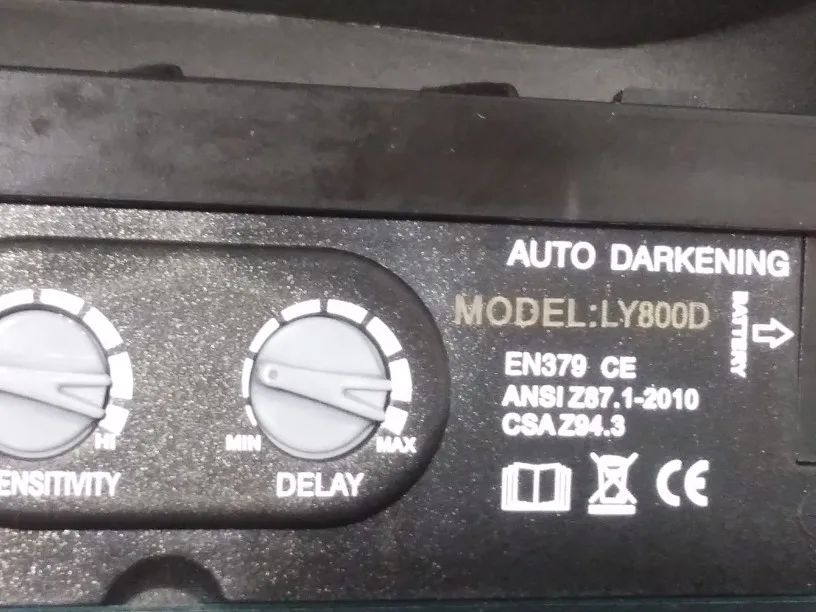 AUTO DARKENING
MODEL:LY800D
BATTERY
EN379 CE
ANSI Z87.1-2010
CSA Z94.3
HI
MIN
MAX
ENSITIVITY
DELAY
CE